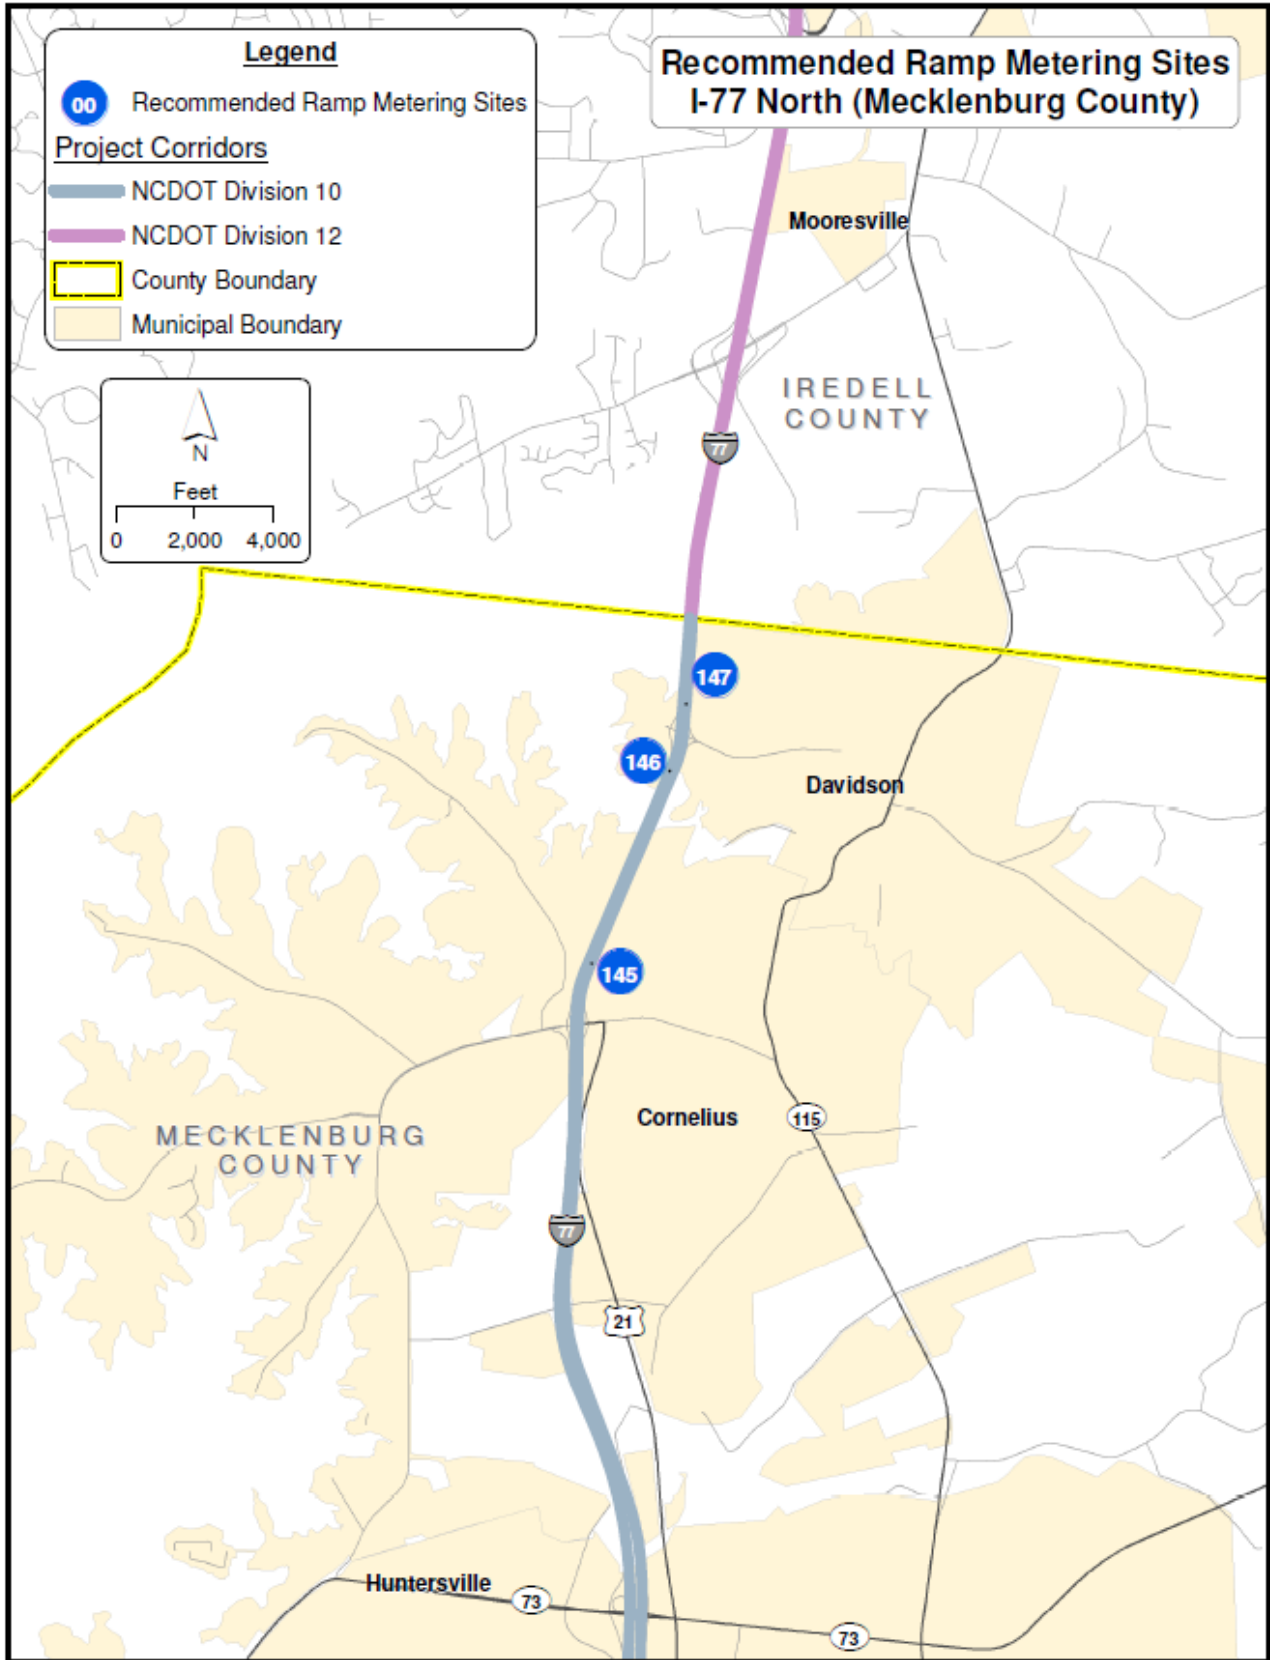 Legend
00 Recommended Ramp Metering Sites
Project Corridors
NCDOT Division 10
NCDOT Division 12
County Boundary
Municipal Boundary
Recommended Ramp Metering Sites
I-77 North (Mecklenburg County)
Mooresville
IREDELL
COUNTY
77
N
Feet
0 2,000 4,000
147
146
Davidson
145
Cornelius
115
MECKLENBURG
COUNTY
77
21
Huntersville
73
73